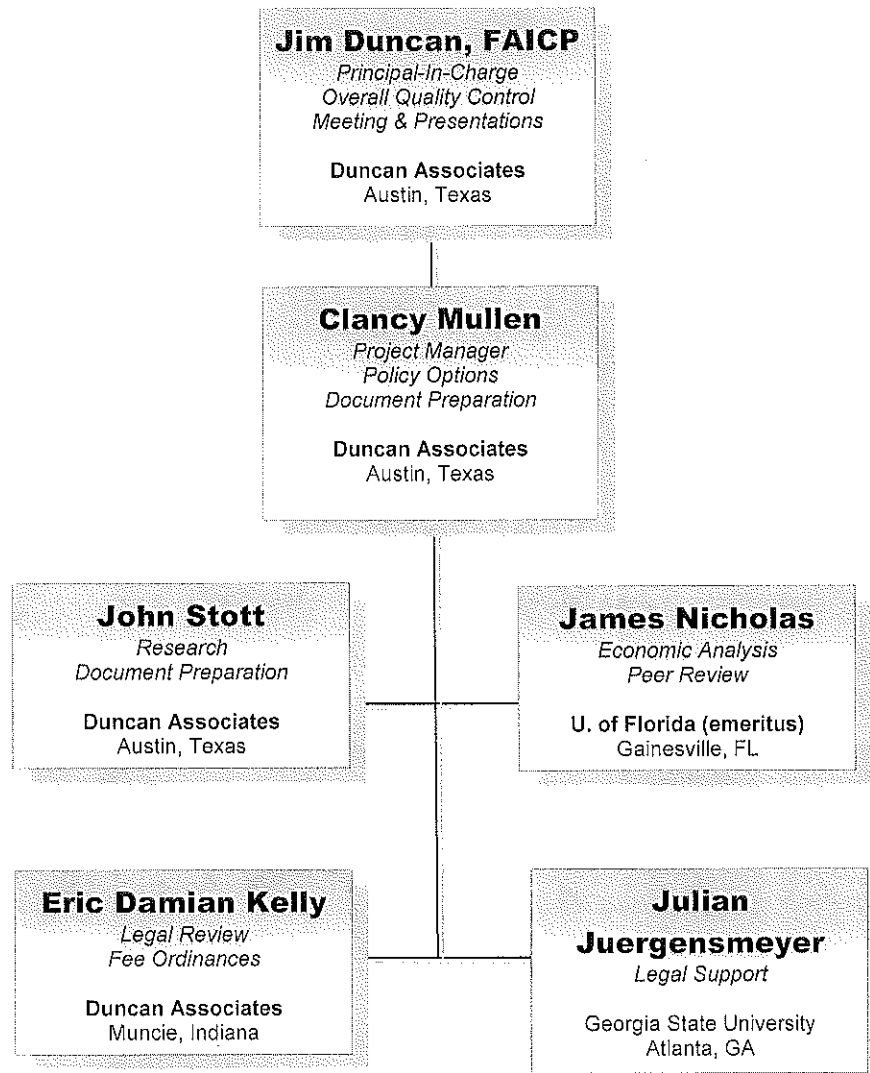 Jim Duncan, FAICP
Principal-In-Charge
Overall Quality Control
Meeting & Presentations
Duncan Associates
Austin, Texas
Clancy Mullen
Project Manager
Policy Options
Document Preparation
Duncan Associates
Austin, Texas
John Stott
Research
Document Preparation
Duncan Associates
Austin, Texas
James Nicholas
Economic Analysis
Peer Review
U. of Florida (emeritus)
Gainesville, FL
Eric Damian Kelly
Legal Review
Fee Ordinances
Duncan Associates
Muncie, Indiana
Julian
Juergensmeyer
Legal Support
Georgia State University
Atlanta, GA